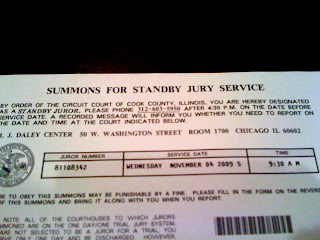 SUMMONS FOR STANDBY JURY SERVICE
BY ORDER OF THE CIRCUIT COURT OF COOK COUNTY, ILLINOIS, YOU ARE HEREBY DESIGNATED
AS A STANDBY JUROR. PLEASE PHONE 312-603-5950 AFTER 4:30 P.M. ON THE DATE BEFORE
SERVICE DATE. A RECORDED MESSAGE WILL INFORM YOU WHETHER YOU NEED TO REPORT ON
THE DATE AND TIME AT THE COURT INDICATED BELOW.
J. DALEY CENTER 50 W. WASHINGTON STREET ROOM 1700 CHICAGO IL 60602
JUROR NUMBER SERVICE DATE TIME
81108342 WEDNESDAY NOVEMBER 04 2009 S 9:30 A M
TO OBEY THIS SUMMONS MAY BE PUNISHABLE BY A FINE. PLEASE FILL IN THE FORM ON THE
OF THIS SUMMONS AND BRING IT ALONG WITH YOU WHEN YOU REPORT.
NOTE: ALL OF THE COURTHOUSES TO WHICH JURORS
ARE ON THE ONE DAY/ONE TRIAL JURY SYSTEM.
ARE NOT SELECTED TO BE A JUROR FOR A TRIAL, YOU
SERVE ONLY ONE DAY AND BE DISCHARGED. HOWEVER,